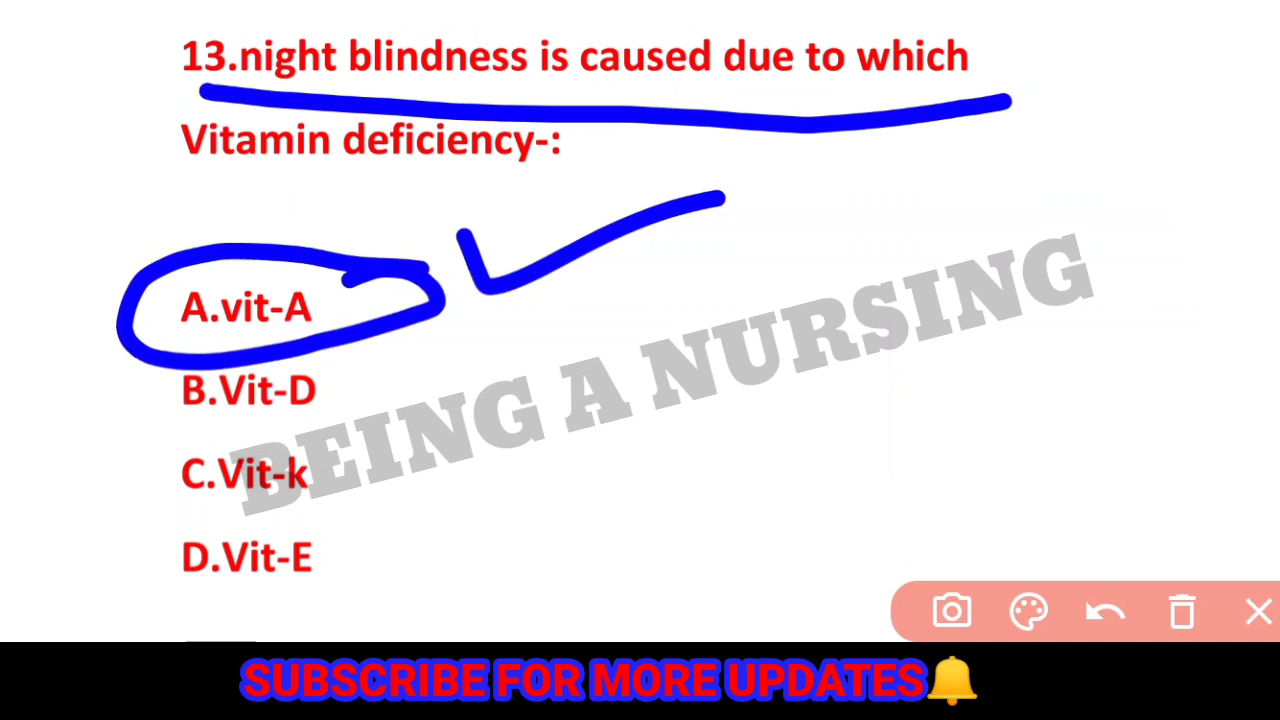 13.night blindness is caused due to which
Vitamin deficiency-:
A.vit-A
B.Vit-D
C.Vit-k
D.Vit-E
BEING A NURSING
SUBSCRIBE FOR MORE UPDATES🔔